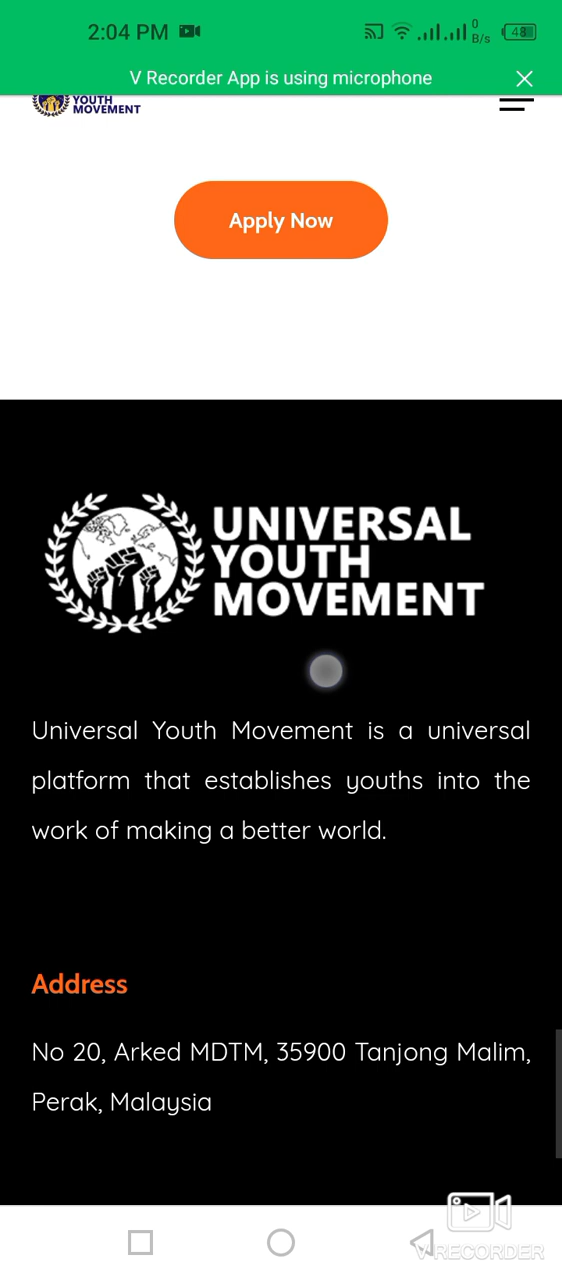 2:04 PM
0
B/s
48
V Recorder App is using microphone
YOUTH
MOVEMENT
Apply Now
UNIVERSAL
YOUTH
MOVEMENT
Universal Youth Movement is a universal
platform that establishes youths into the
work of making a better world.
Address
No 20, Arked MDTM, 35900 Tanjong Malim,
Perak, Malaysia
V RECORDER